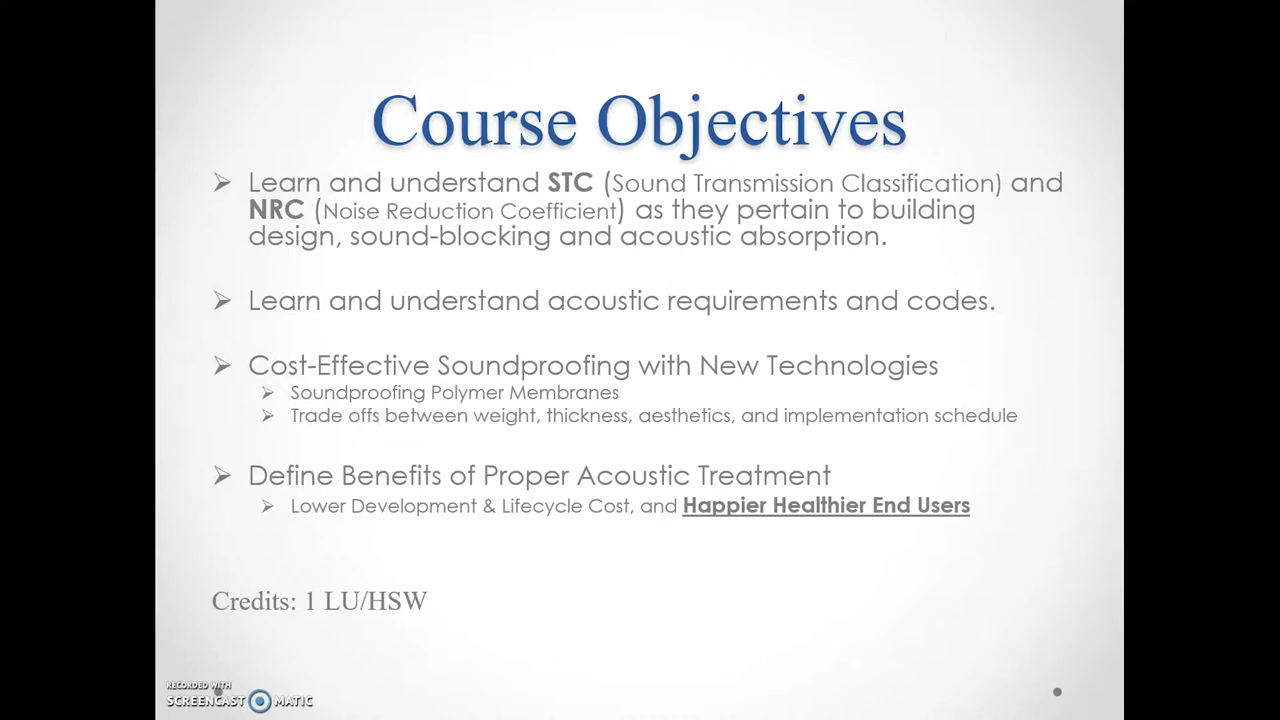 Course Objectives
Learn and understand STC (Sound Transmission Classification) and
NRC (Noise Reduction Coefficient) as they pertain to building
design, sound-blocking and acoustic absorption.
Learn and understand acoustic requirements and codes.
Cost-Effective Soundproofing with New Technologies
Soundproofing Polymer Membranes
Trade offs between weight, thickness, aesthetics, and implementation schedule
Define Benefits of Proper Acoustic Treatment
Lower Development & Lifecycle Cost, and Happier Healthier End Users
Credits: 1 LU/HSW
RECORDED WITH
SCREENCAST MATIC